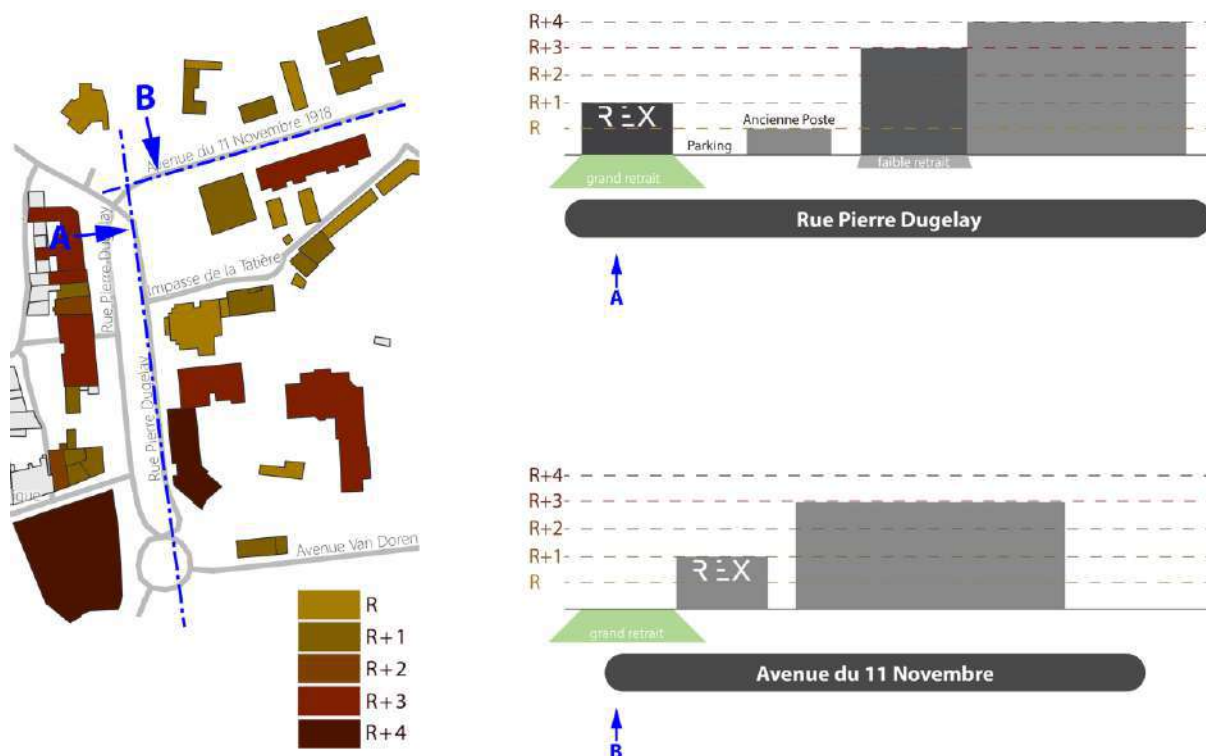 B
Avenue du 11 Novembre 1918
A
Rue Pierre Dugelay
Impasse de la Tatière
Rue Pierre Dugelay
Avenue Van Doren
R
R+1
R+2
R+3
R+4
R+4
R+3
R+2
R+1
R
REX
Parking
Ancienne Poste
grand retrait
faible retrait
Rue Pierre Dugelay
A
R+4
R+3
R+2
R+1
R
REX
grand retrait
Avenue du 11 Novembre
B